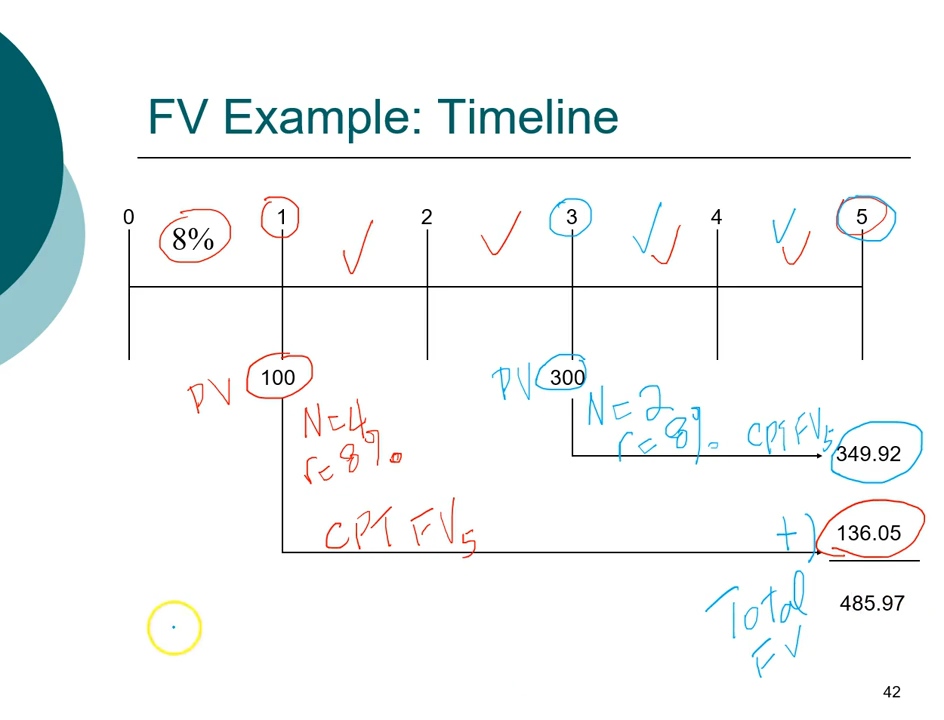 FV Example: Timeline
0 1 2 3 4 5
8%
PV 100 PV 300
N=4 N=2
r=8% r=8%
CPT FV5 349.92
CPT FV5 +) 136.05
Total 485.97
FV
42